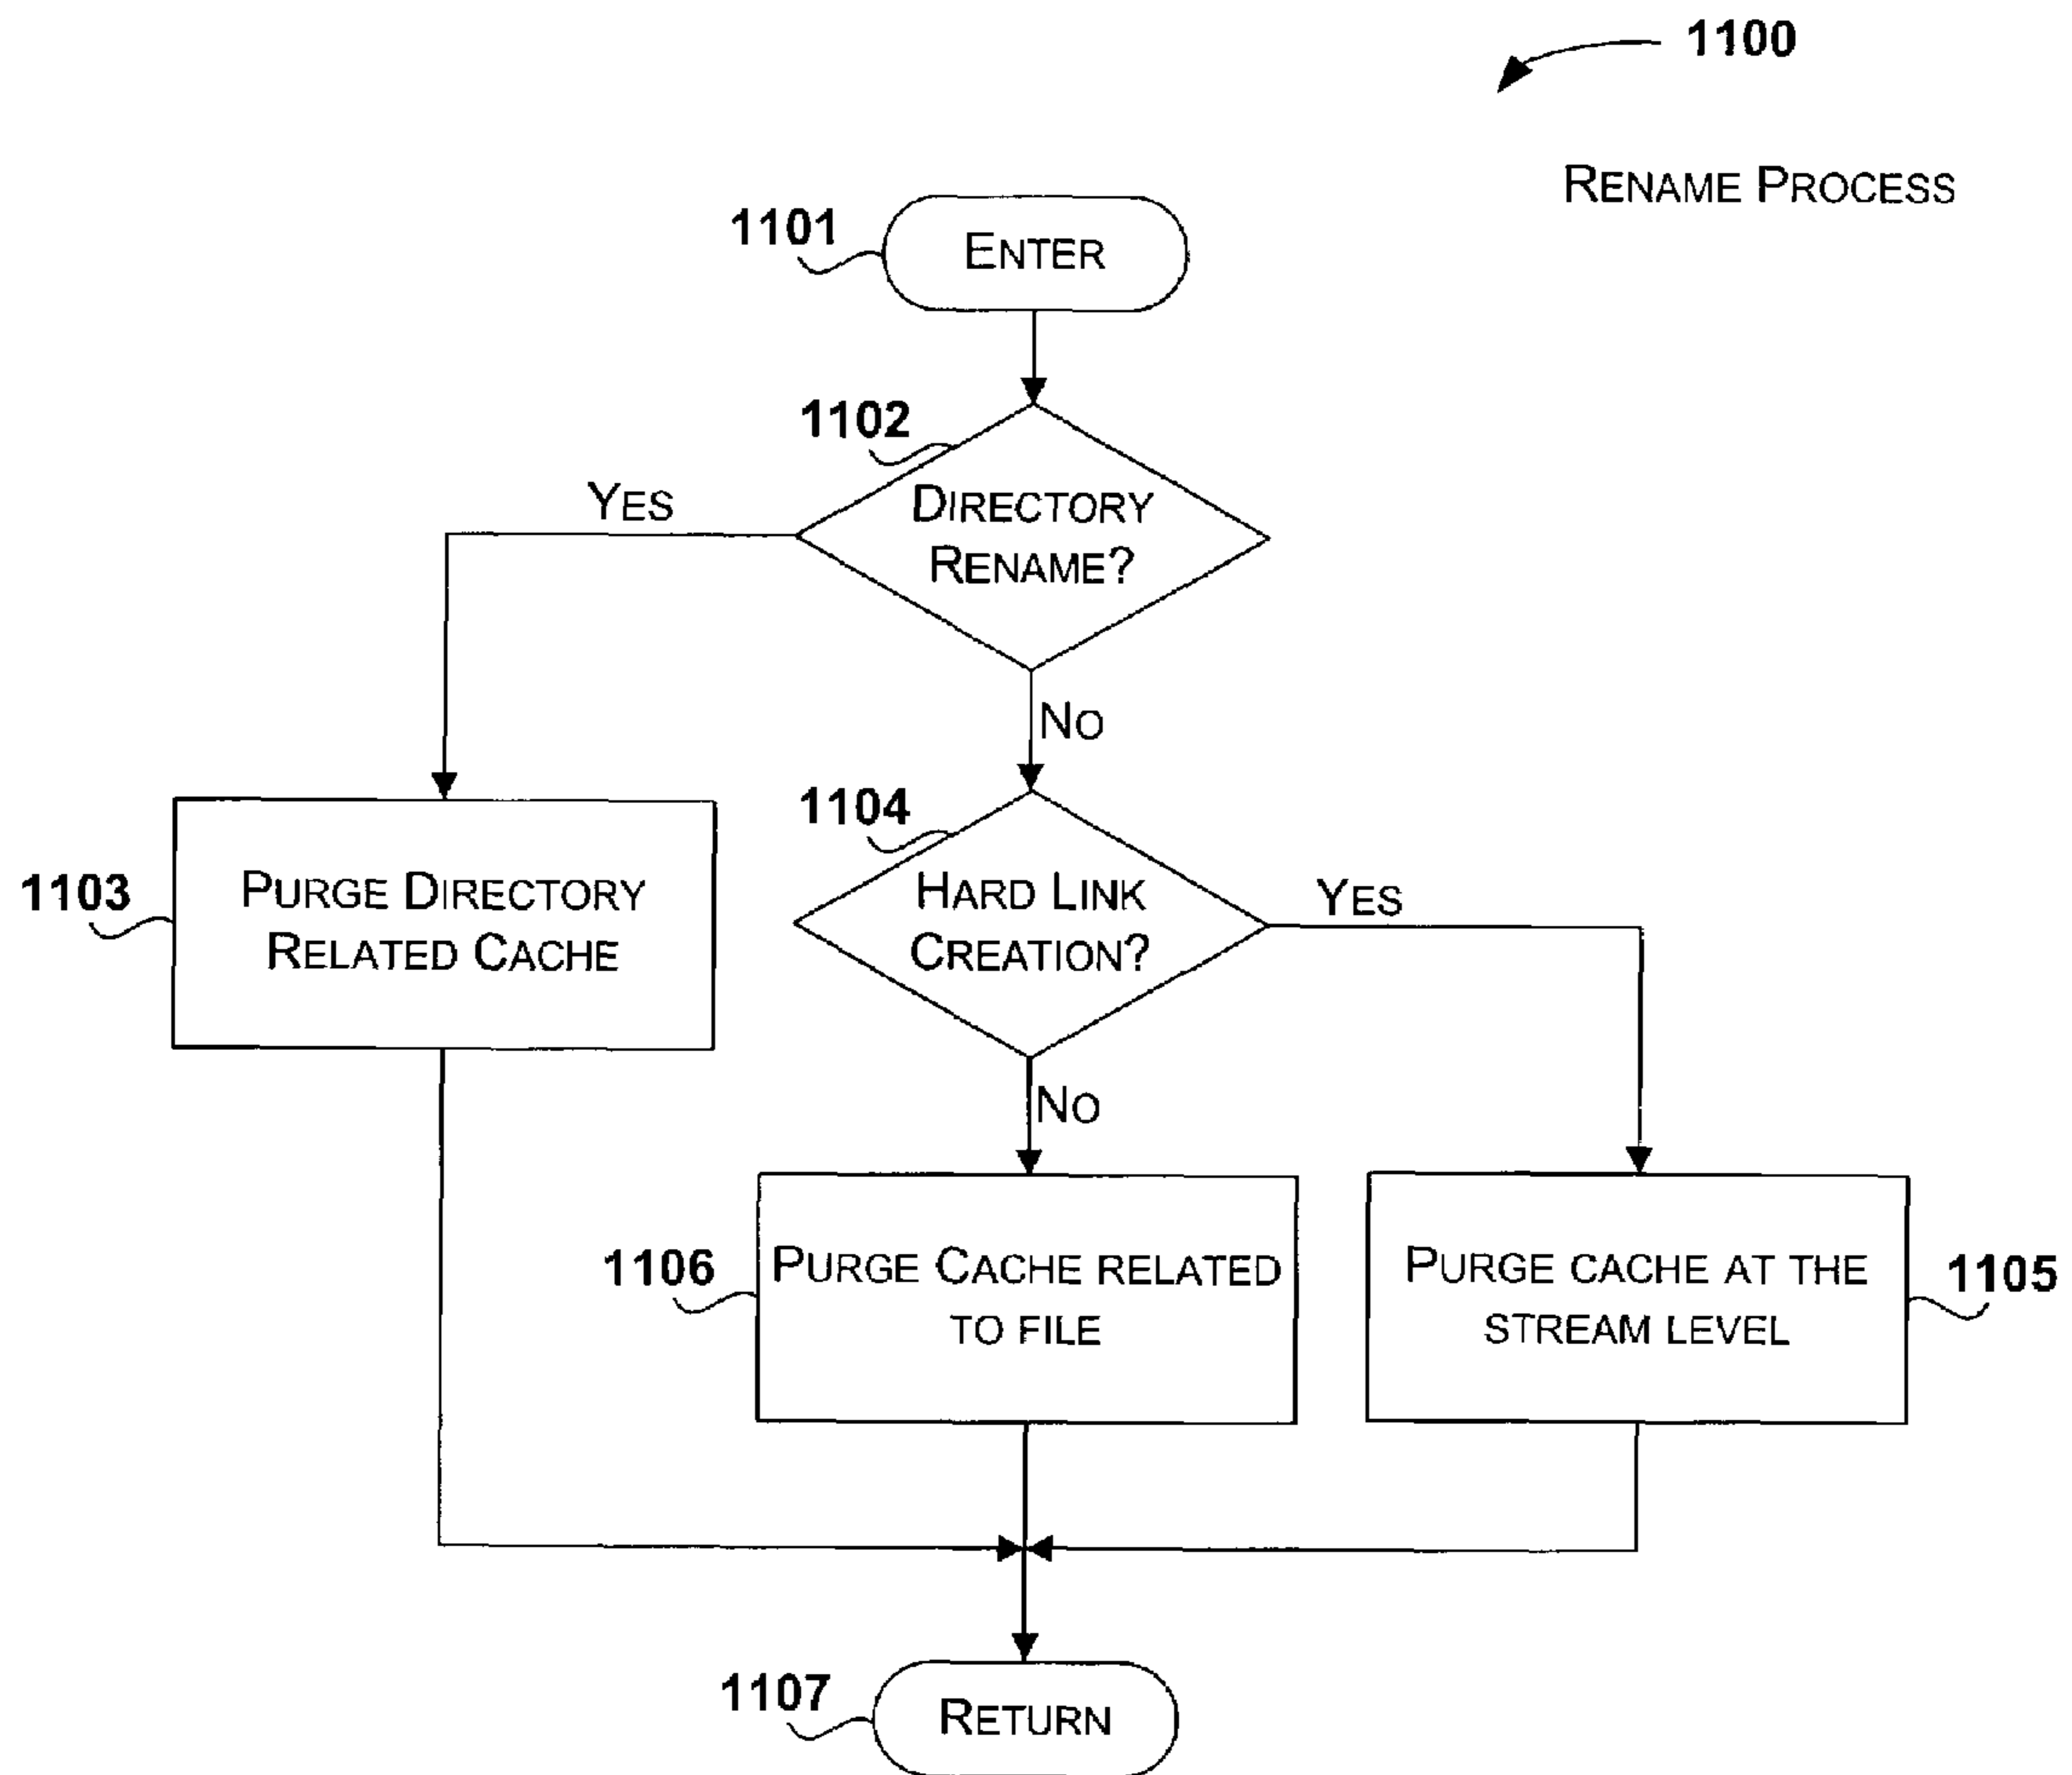 1100
RENAME PROCESS
1101
ENTER
1102
DIRECTORY
RENAME?
YES
NO
1103
PURGE DIRECTORY
RELATED CACHE
1104
HARD LINK
CREATION?
YES
NO
1106
PURGE CACHE RELATED
TO FILE
PURGE CACHE AT THE
STREAM LEVEL
1105
1107
RETURN